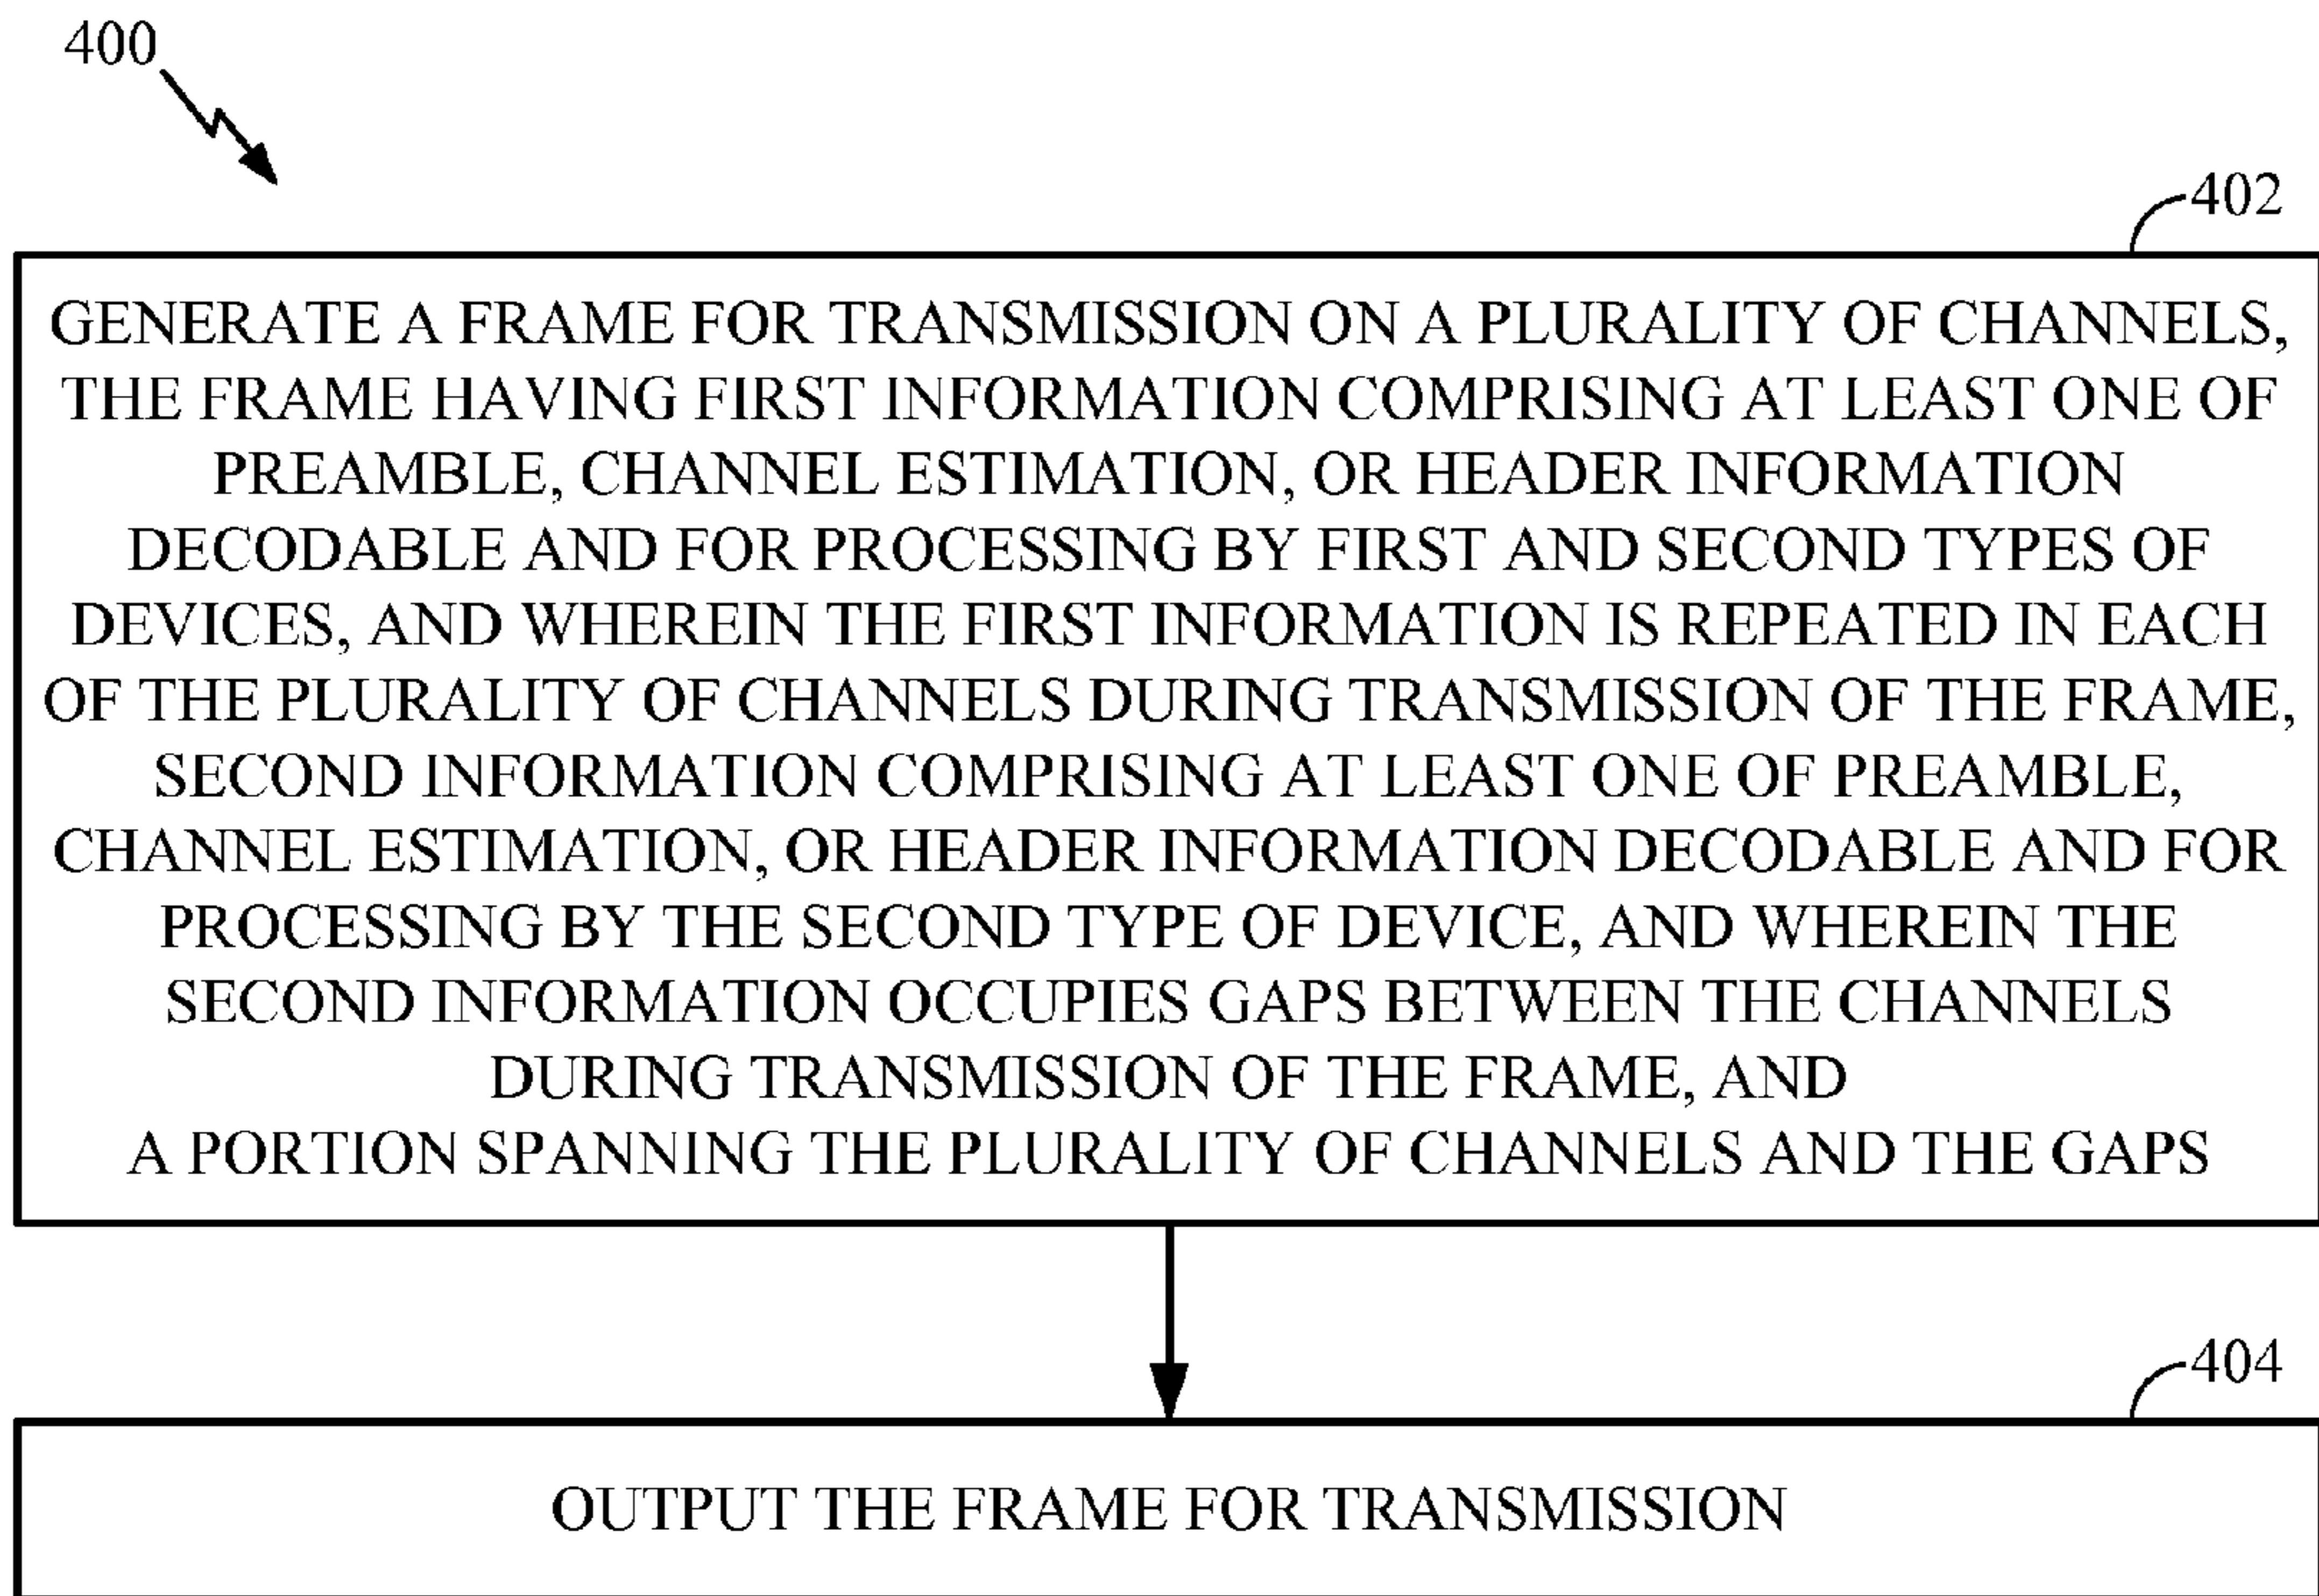 400
402
GENERATE A FRAME FOR TRANSMISSION ON A PLURALITY OF CHANNELS,
THE FRAME HAVING FIRST INFORMATION COMPRISING AT LEAST ONE OF
PREAMBLE, CHANNEL ESTIMATION, OR HEADER INFORMATION
DECODABLE AND FOR PROCESSING BY FIRST AND SECOND TYPES OF
DEVICES, AND WHEREIN THE FIRST INFORMATION IS REPEATED IN EACH
OF THE PLURALITY OF CHANNELS DURING TRANSMISSION OF THE FRAME,
SECOND INFORMATION COMPRISING AT LEAST ONE OF PREAMBLE,
CHANNEL ESTIMATION, OR HEADER INFORMATION DECODABLE AND FOR
PROCESSING BY THE SECOND TYPE OF DEVICE, AND WHEREIN THE
SECOND INFORMATION OCCUPIES GAPS BETWEEN THE CHANNELS
DURING TRANSMISSION OF THE FRAME, AND
A PORTION SPANNING THE PLURALITY OF CHANNELS AND THE GAPS
404
OUTPUT THE FRAME FOR TRANSMISSION